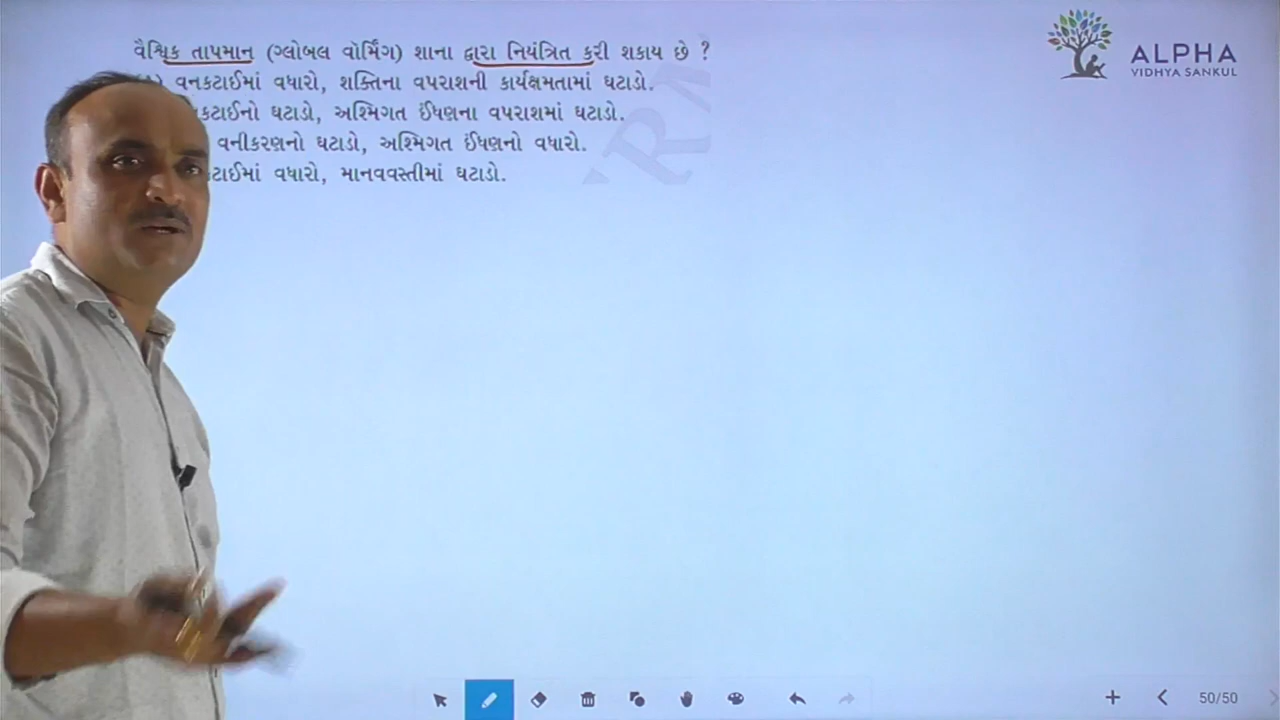 વૈશ્વિક તાપમાન (ગ્લોબલ વૉર્મિંગ) શાના દ્વારા નિયંત્રિત કરી શકાય છે ?
વનકટાઈમાં વધારો, શક્તિના વપરાશની કાર્યક્ષમતામાં ઘટાડો.
કટાઈનો ઘટાડો, અશ્મિગત ઈંધણના વપરાશમાં ઘટાડો.
વનીકરણનો ઘટાડો, અશ્મિગત ઈંધણનો વધારો.
કટાઈમાં વધારો, માનવવસ્તીમાં ઘટાડો.
ALPHA
VIDHYA SANKUL
50/50